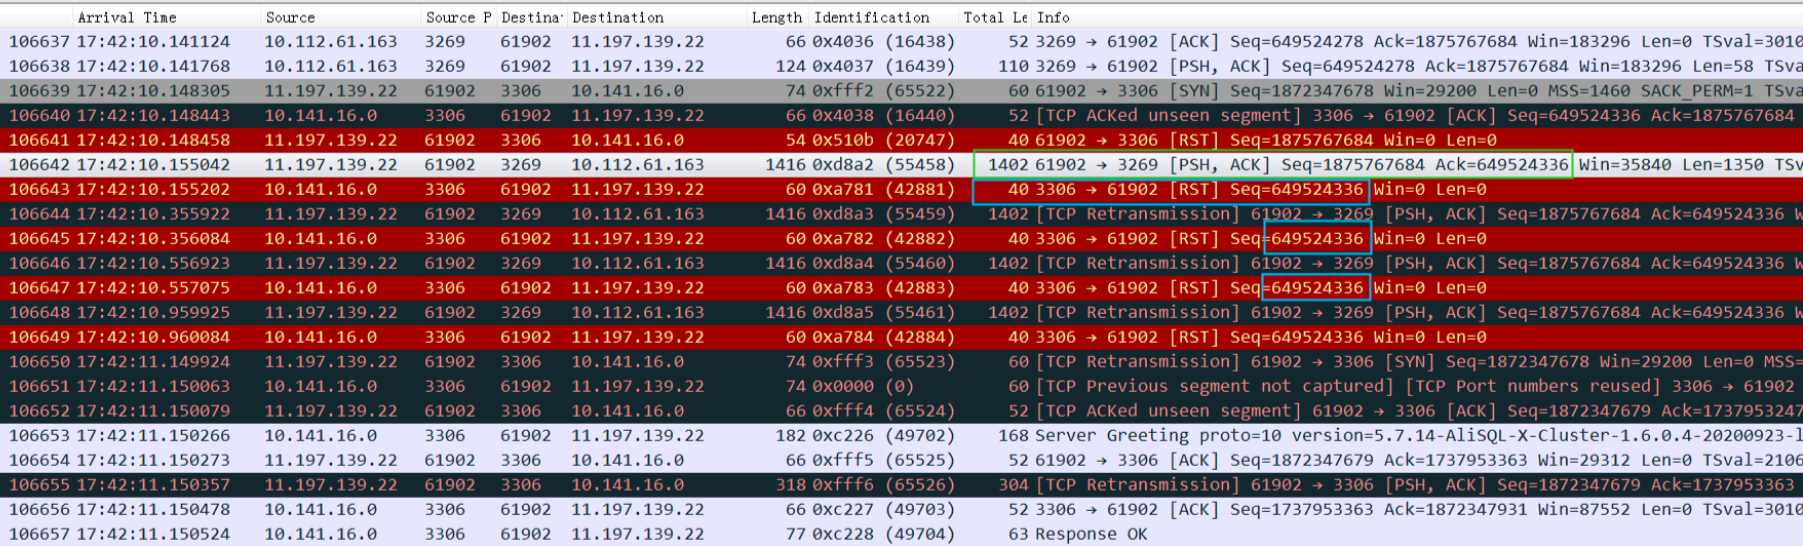 Arrival Time Source Source P Destina Destination Length Identification Total Le Info
106637 17:42:10.141124 10.112.61.163 3269 61902 11.197.139.22 66 0x4036 (16438) 52 3269 → 61902 [ACK] Seq=649524278 Ack=1875767684 Win=183296 Len=0 TSval=3010
106638 17:42:10.141768 10.112.61.163 3269 61902 11.197.139.22 124 0x4037 (16439) 110 3269 → 61902 [PSH, ACK] Seq=649524278 Ack=1875767684 Win=183296 Len=58 TSva
106639 17:42:10.148305 11.197.139.22 61902 3306 10.141.16.0 74 0xfff2 (65522) 60 61902 → 3306 [SYN] Seq=1872347678 Win=29200 Len=0 MSS=1460 SACK_PERM=1 TSva
106640 17:42:10.148443 10.141.16.0 3306 61902 11.197.139.22 66 0x4038 (16440) 52 [TCP ACKed unseen segment] 3306 → 61902 [ACK] Seq=649524336 Ack=1875767684
106641 17:42:10.148458 11.197.139.22 61902 3306 10.141.16.0 54 0x510b (20747) 40 61902 → 3306 [RST] Seq=1875767684 Win=0 Len=0
106642 17:42:10.155042 11.197.139.22 61902 3269 10.112.61.163 1416 0xd8a2 (55458) 1402 61902 → 3269 [PSH, ACK] Seq=1875767684 Ack=649524336 Win=35840 Len=1350 TSv
106643 17:42:10.155202 10.141.16.0 3306 61902 11.197.139.22 60 0xa781 (42881) 40 3306 → 61902 [RST] Seq=649524336 Win=0 Len=0
106644 17:42:10.355922 11.197.139.22 61902 3269 10.112.61.163 1416 0xd8a3 (55459) 1402 [TCP Retransmission] 61902 → 3269 [PSH, ACK] Seq=1875767684 Ack=649524336 W
106645 17:42:10.356084 10.141.16.0 3306 61902 11.197.139.22 60 0xa782 (42882) 40 3306 → 61902 [RST] Seq=649524336 Win=0 Len=0
106646 17:42:10.556923 11.197.139.22 61902 3269 10.112.61.163 1416 0xd8a4 (55460) 1402 [TCP Retransmission] 61902 → 3269 [PSH, ACK] Seq=1875767684 Ack=649524336 W
106647 17:42:10.557075 10.141.16.0 3306 61902 11.197.139.22 60 0xa783 (42883) 40 3306 → 61902 [RST] Seq=649524336 Win=0 Len=0
106648 17:42:10.959925 11.197.139.22 61902 3269 10.112.61.163 1416 0xd8a5 (55461) 1402 [TCP Retransmission] 61902 → 3269 [PSH, ACK] Seq=1875767684 Ack=649524336 W
106649 17:42:10.960084 10.141.16.0 3306 61902 11.197.139.22 60 0xa784 (42884) 40 3306 → 61902 [RST] Seq=649524336 Win=0 Len=0
106650 17:42:11.149924 11.197.139.22 61902 3306 10.141.16.0 74 0xfff3 (65523) 60 [TCP Retransmission] 61902 → 3306 [SYN] Seq=1872347678 Win=29200 Len=0 MSS=
106651 17:42:11.150063 10.141.16.0 3306 61902 11.197.139.22 74 0x0000 (0) 60 [TCP Previous segment not captured] [TCP Port numbers reused] 3306 → 61902
106652 17:42:11.150079 11.197.139.22 61902 3306 10.141.16.0 66 0xfff4 (65524) 52 [TCP ACKed unseen segment] 61902 → 3306 [ACK] Seq=1872347679 Ack=1737953247
106653 17:42:11.150266 10.141.16.0 3306 61902 11.197.139.22 182 0xc226 (49702) 168 Server Greeting proto=10 version=5.7.14-AliSQL-X-Cluster-1.6.0.4-20200923-l
106654 17:42:11.150273 11.197.139.22 61902 3306 10.141.16.0 66 0xfff5 (65525) 52 61902 → 3306 [ACK] Seq=1872347679 Ack=1737953363 Win=29312 Len=0 TSval=2106
106655 17:42:11.150357 11.197.139.22 61902 3306 10.141.16.0 318 0xfff6 (65526) 304 [TCP Retransmission] 61902 → 3306 [PSH, ACK] Seq=1872347679 Ack=1737953363
106656 17:42:11.150478 10.141.16.0 3306 61902 11.197.139.22 66 0xc227 (49703) 52 3306 → 61902 [ACK] Seq=1737953363 Ack=1872347931 Win=87552 Len=0 TSval=3010
106657 17:42:11.150524 10.141.16.0 3306 61902 11.197.139.22 77 0xc228 (49704) 63 Response OK